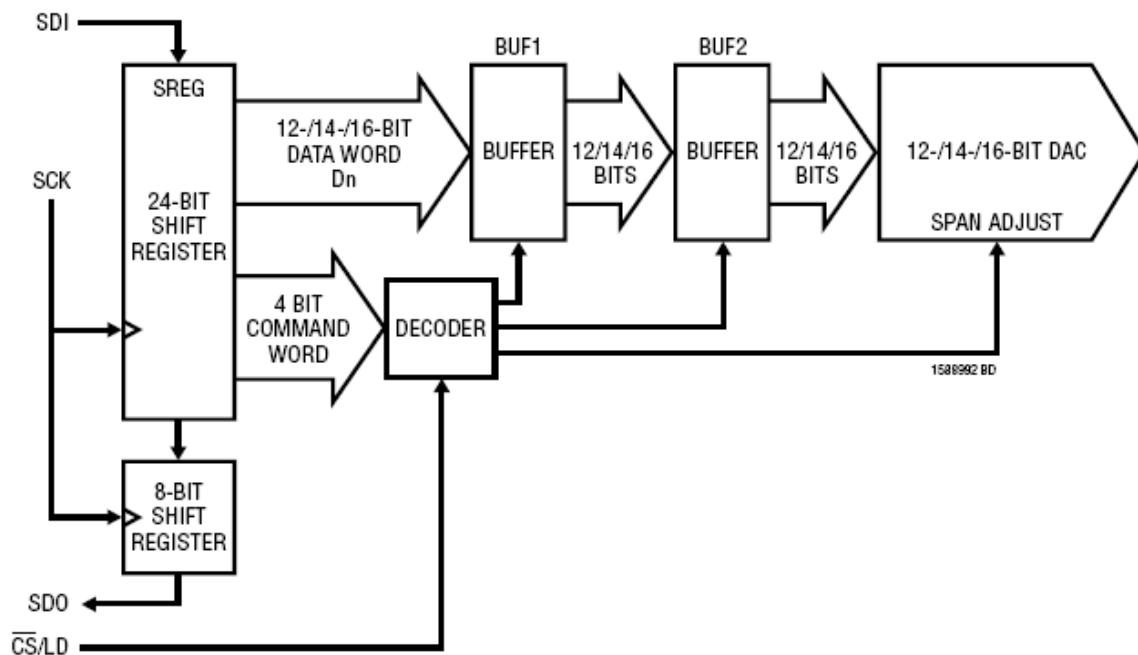 SDI
BUF1
BUF2
SREG
12-/14-/16-BIT
DATA WORD
Dn
BUFFER
12/14/16
BITS
BUFFER
12/14/16
BITS
12-/14-/16-BIT DAC
SPAN ADJUST
SCK
24-BIT
SHIFT
REGISTER
4 BIT
COMMAND
WORD
DECODER
1588992 BD
8-BIT
SHIFT
REGISTER
SDO
C̅S̅/LD